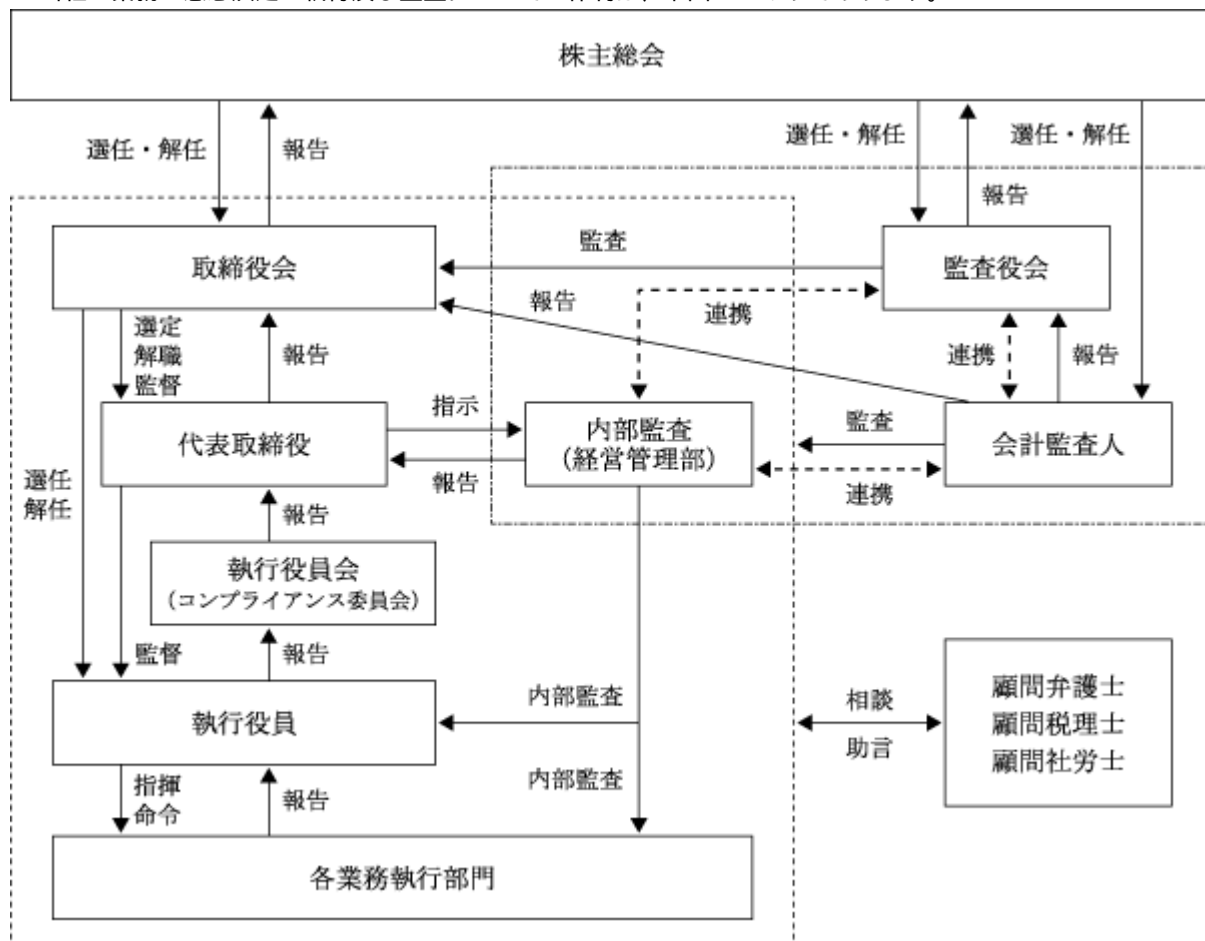 株主総会
選任・解任
報告
選任・解任
選任・解任
報告
取締役会
監査
監査役会
報告
連携
選定
解職
監督
報告
連携
報告
指示
代表取締役
内部監査
(経営管理部)
監査
会計監査人
報告
連携
選任
解任
報告
執行役員会
(コンプライアンス委員会)
監督
報告
執行役員
内部監査
相談
助言
顧問弁護士
顧問税理士
顧問社労士
指揮
命令
報告
内部監査
各業務執行部門